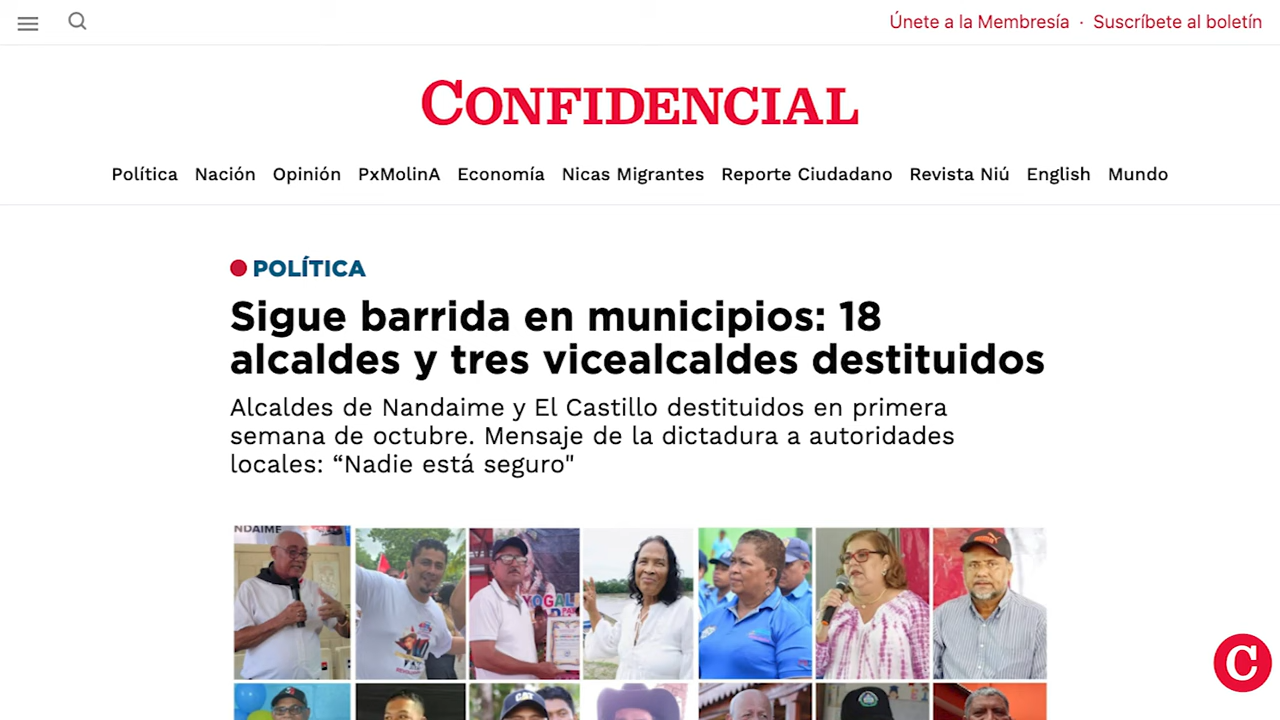 Únete a la Membresía · Suscríbete al boletín
CONFIDENCIAL
Política Nación Opinión PxMolinA Economía Nicas Migrantes Reporte Ciudadano Revista Niú English Mundo
POLÍTICA
Sigue barrida en municipios: 18
alcaldes y tres vicealcaldes destituidos
Alcaldes de Nandaime y El Castillo destituidos en primera
semana de octubre. Mensaje de la dictadura a autoridades
locales: “Nadie está seguro"
NDAIME
CAT
C